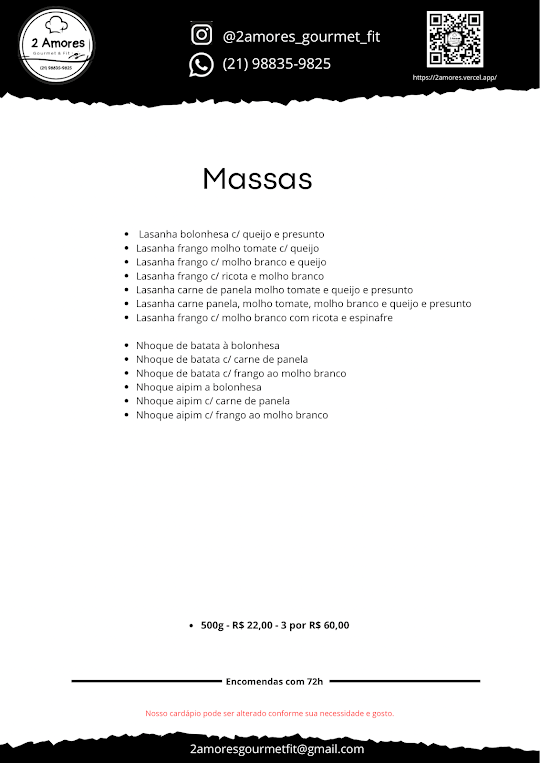 2 Amores
Gourmet & Fit
(21) 98835-9825
@2amores_gourmet_fit
(21) 98835-9825
https://2amores.vercel.app/
Massas
Lasanha bolonhesa c/ queijo e presunto
Lasanha frango molho tomate c/ queijo
Lasanha frango c/ molho branco e queijo
Lasanha frango c/ ricota e molho branco
Lasanha carne de panela molho tomate e queijo e presunto
Lasanha carne panela, molho tomate, molho branco e queijo e presunto
Lasanha frango c/ molho branco com ricota e espinafre
Nhoque de batata à bolonhesa
Nhoque de batata c/ carne de panela
Nhoque de batata c/ frango ao molho branco
Nhoque aipim a bolonhesa
Nhoque aipim c/ carne de panela
Nhoque aipim c/ frango ao molho branco
500g - R$ 22,00 - 3 por R$ 60,00
Encomendas com 72h
Nosso cardápio pode ser alterado conforme sua necessidade e gosto.
2amoresgourmetfit@gmail.com